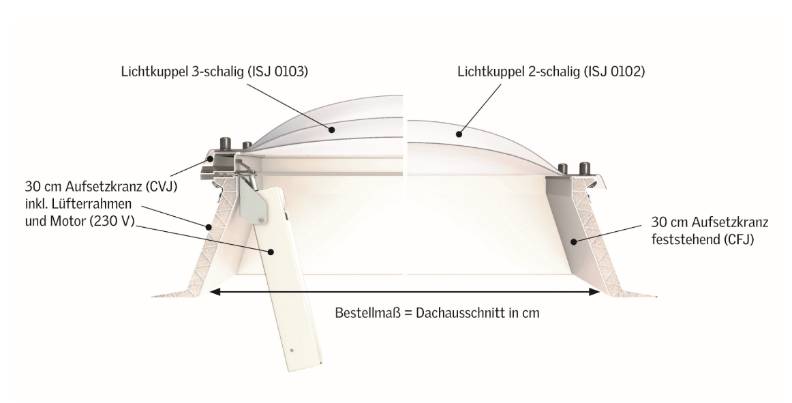 Lichtkuppel 3-schalig (ISJ 0103)
Lichtkuppel 2-schalig (ISJ 0102)
30 cm Aufsetzkranz (CVJ)
inkl. Lüfterrahmen
und Motor (230 V)
30 cm Aufsetzkranz
feststehend (CFJ)
Bestellmaß = Dachausschnitt in cm